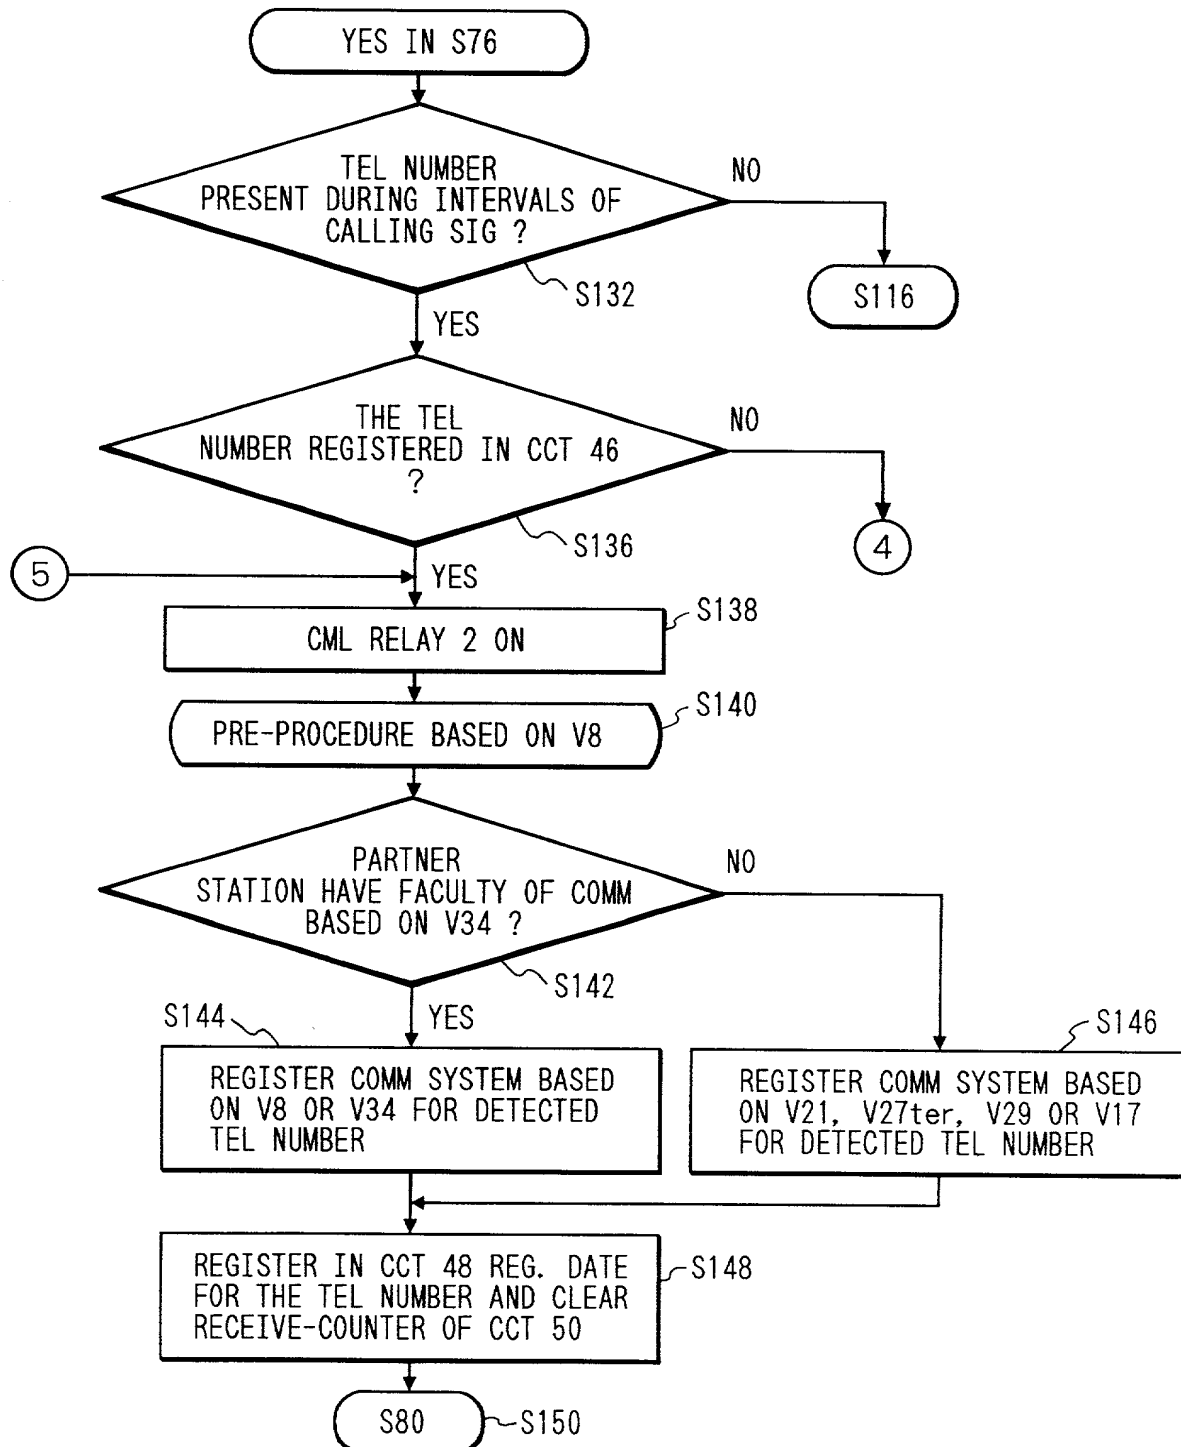 YES IN S76
TEL NUMBER
PRESENT DURING INTERVALS OF
CALLING SIG ?
NO
S132
S116
YES
THE TEL
NUMBER REGISTERED IN CCT 46
?
NO
S136
4
5
YES
CML RELAY 2 ON
S138
PRE-PROCEDURE BASED ON V8
S140
PARTNER
STATION HAVE FACULTY OF COMM
BASED ON V34 ?
NO
S142
YES
S144
REGISTER COMM SYSTEM BASED
ON V8 OR V34 FOR DETECTED
TEL NUMBER
S146
REGISTER COMM SYSTEM BASED
ON V21, V27ter, V29 OR V17
FOR DETECTED TEL NUMBER
REGISTER IN CCT 48 REG. DATE
FOR THE TEL NUMBER AND CLEAR
RECEIVE-COUNTER OF CCT 50
S148
S80
S150